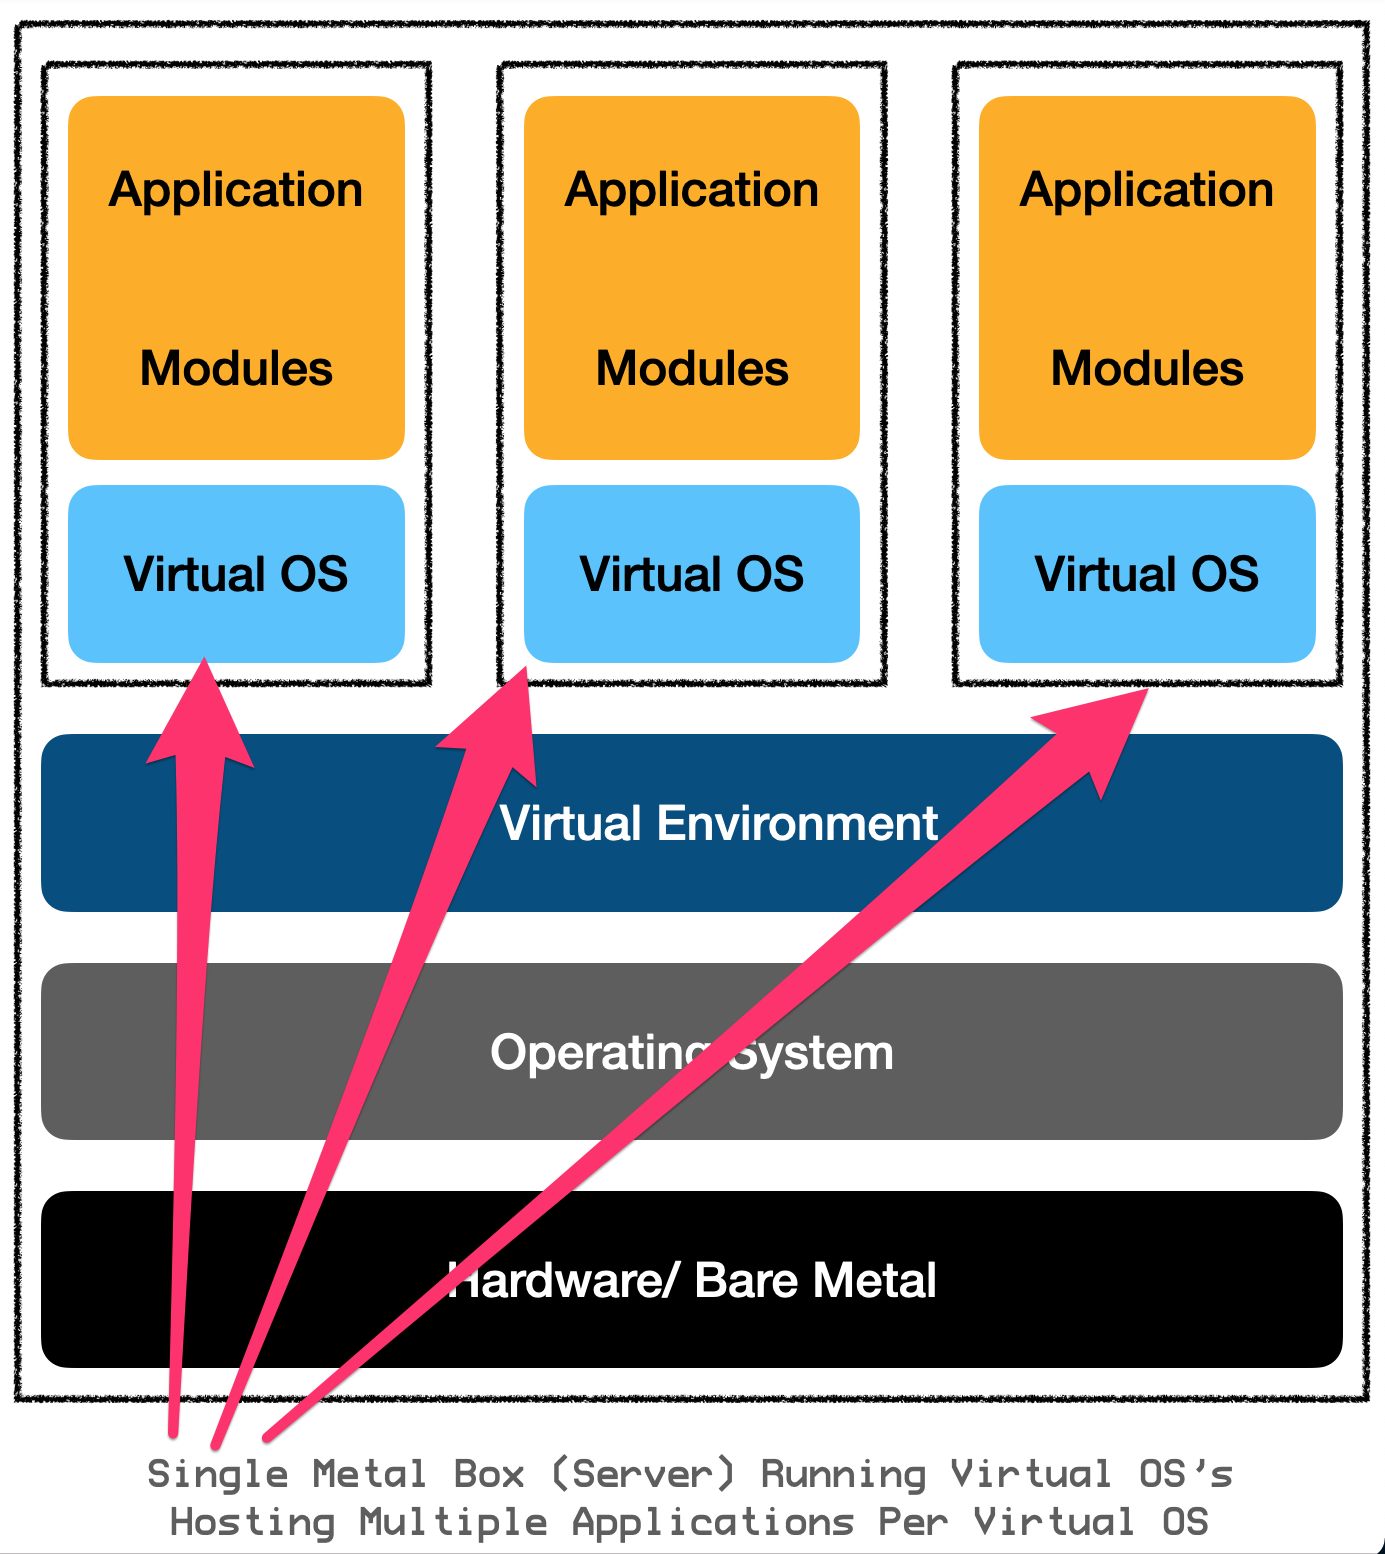 Application
Modules
Virtual OS
Application
Modules
Virtual OS
Application
Modules
Virtual OS
Virtual Environment
Operating System
Hardware/ Bare Metal
Single Metal Box (Server) Running Virtual OS's
Hosting Multiple Applications Per Virtual OS